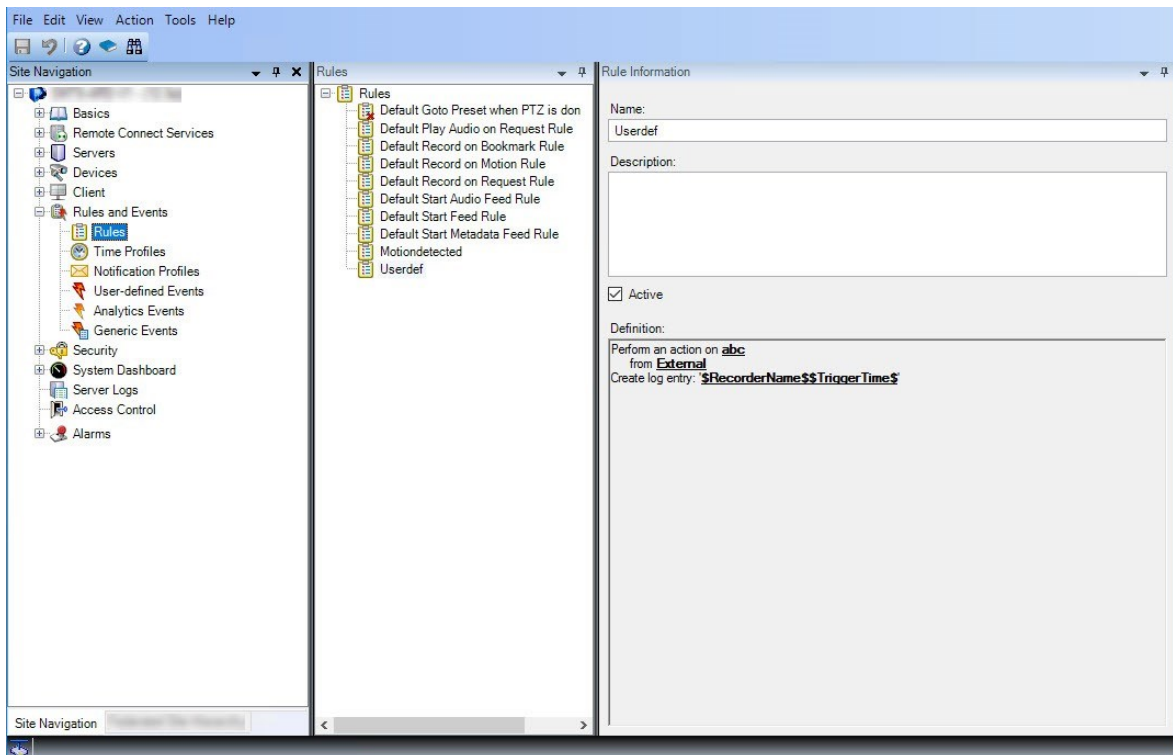 File Edit View Action Tools Help
Site Navigation
Basics
Remote Connect Services
Servers
Devices
Client
Rules and Events
Rules
Time Profiles
Notification Profiles
User-defined Events
Analytics Events
Generic Events
Security
System Dashboard
Server Logs
Access Control
Alarms
Site Navigation
Rules
Rules
Default Goto Preset when PTZ is don
Default Play Audio on Request Rule
Default Record on Bookmark Rule
Default Record on Motion Rule
Default Record on Request Rule
Default Start Audio Feed Rule
Default Start Feed Rule
Default Start Metadata Feed Rule
Motiondetected
Userdef
Rule Information
Name:
Userdef
Description:
Active
Definition:
Perform an action on abc
from External
Create log entry: '$RecorderName$$TriggerTime$'